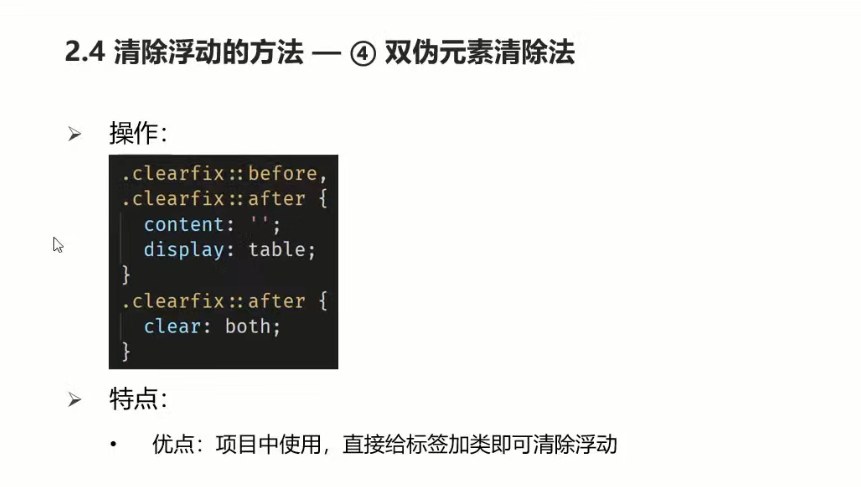 2.4 清除浮动的方法 — ④ 双伪元素清除法
操作：
.clearfix::before,
.clearfix::after {
content: '';
display: table;
}
.clearfix::after {
clear: both;
}
特点：
• 优点：项目中使用，直接给标签加类即可清除浮动